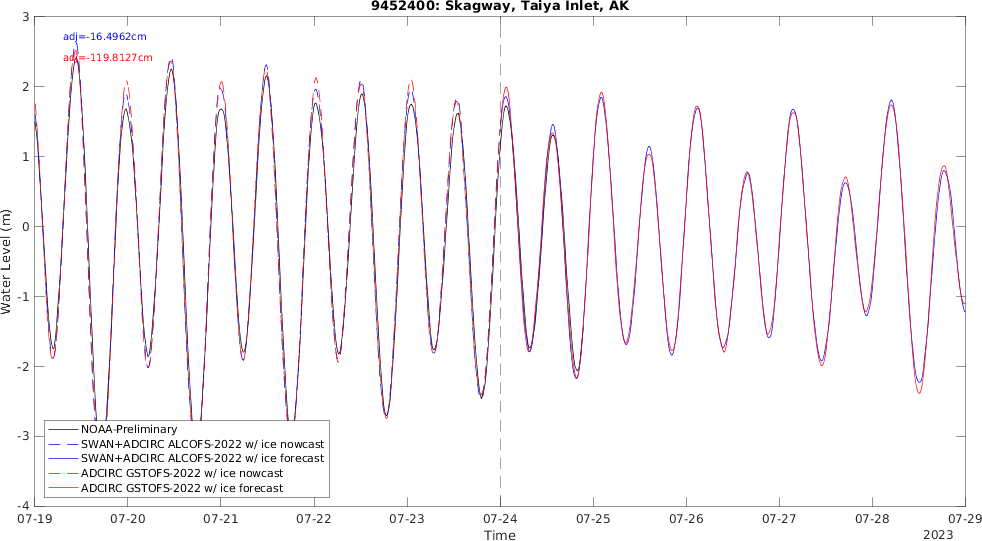 9452400: Skagway, Taiya Inlet, AK
adj=-16.4962cm
adj=-119.8127cm
Water Level (m)
3
2
1
0
-1
-2
-3
-4
NOAA-Preliminary
SWAN+ADCIRC ALCOFS-2022 w/ ice nowcast
SWAN+ADCIRC ALCOFS-2022 w/ ice forecast
ADCIRC GSTOFS-2022 w/ ice nowcast
ADCIRC GSTOFS-2022 w/ ice forecast
07-19 07-20 07-21 07-22 07-23 07-24 07-25 07-26 07-27 07-28 07-29
Time
2023